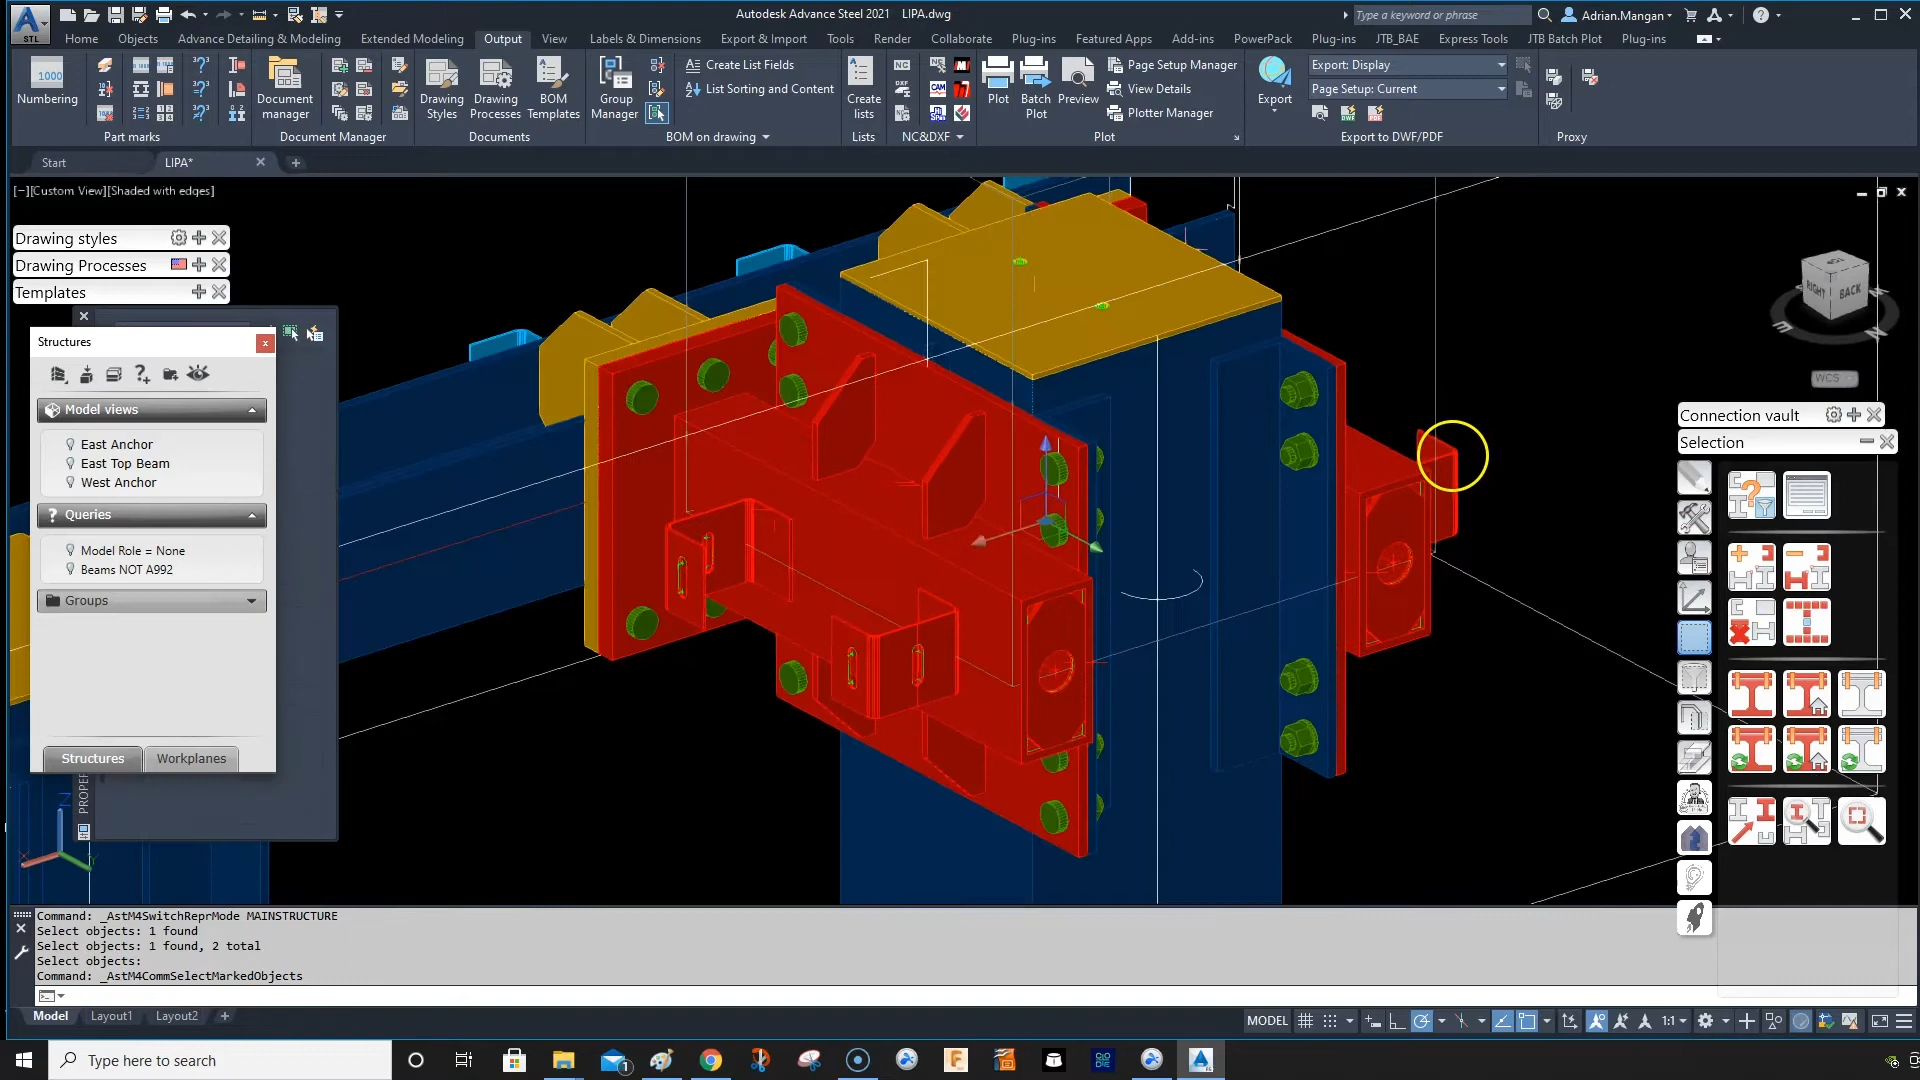 Autodesk Advance Steel 2021 LIPA.dwg
Type a keyword or phrase
Adrian.Mangan
STL
Home Objects Advance Detailing & Modeling Extended Modeling Output View Labels & Dimensions Export & Import Tools Render Collaborate Plug-ins Featured Apps Add-ins PowerPack Plug-ins JTB_BAE Express Tools JTB Batch Plot Plug-ins
1000
Numbering
Document manager
Drawing Styles
Drawing Processes
BOM Templates
Group Manager
Create List Fields
List Sorting and Content
Create lists
NC
DXF
CAM
Plot
Batch Plot
Preview
Page Setup Manager
View Details
Plotter Manager
Export
Export: Display
Page Setup: Current
Part marks Document Manager Documents BOM on drawing Lists NC&DXF Plot Export to DWF/PDF Proxy
Start LIPA*
[−][Custom View][Shaded with edges]
Drawing styles
Drawing Processes
Templates
Structures
Model views
East Anchor
East Top Beam
West Anchor
Queries
Model Role = None
Beams NOT A992
Groups
Structures Workplanes
RIGHT BACK
WCS
Connection vault
Selection
Command: _AstM4SwitchReprMode MAINSTRUCTURE
Select objects: 1 found
Select objects: 1 found, 2 total
Select objects:
Command: _AstM4CommSelectMarkedObjects
Model Layout1 Layout2
MODEL
1:1
Type here to search